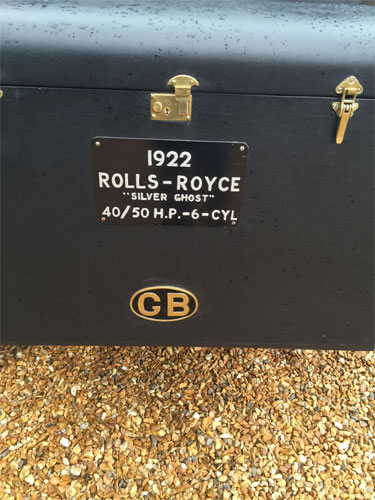 1922
ROLLS-ROYCE
"SILVER GHOST"
40/50 H.P.-6-CYL
GB